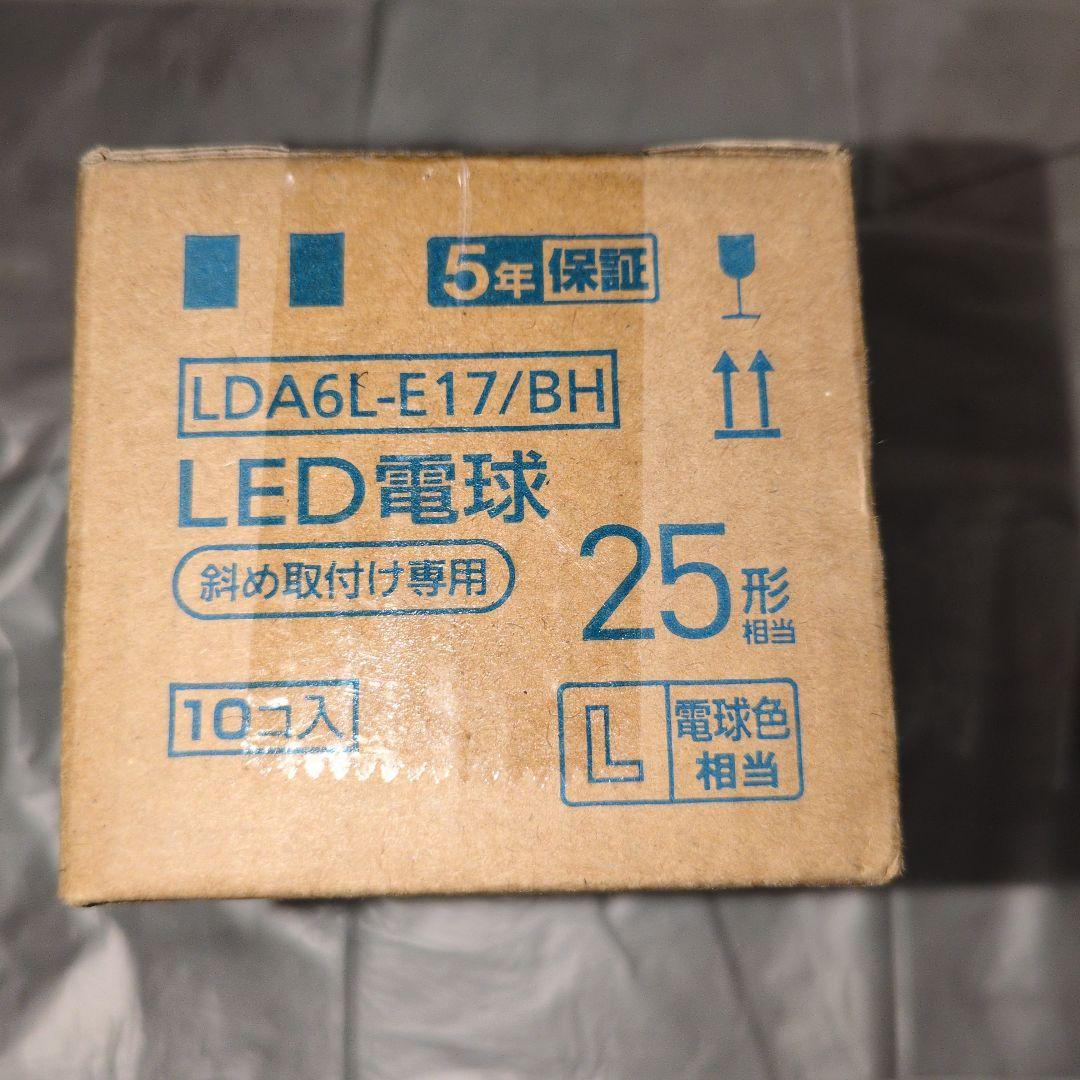 5年保証
LDA6L-E17/BH
LED電球
斜め取付け専用
25形
相当
10コ入
L 電球色
相当